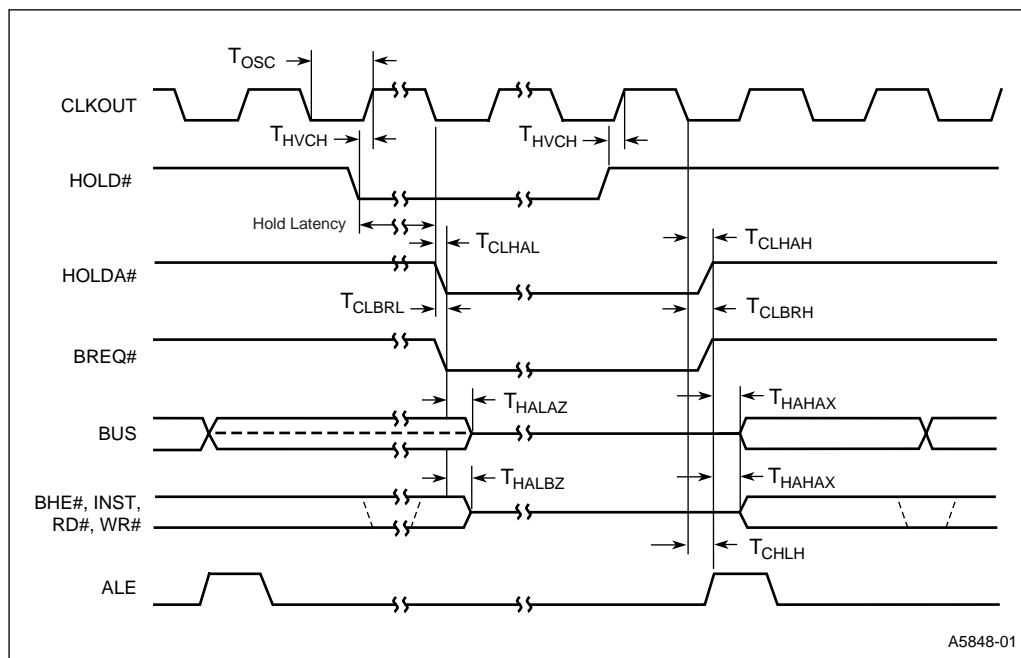 TOSC
CLKOUT
THVCH
THVCH
HOLD#
Hold Latency
TCLHAL
TCLHAH
HOLDA#
TCLBRL
TCLBRH
BREQ#
THALAZ
THAHAX
BUS
THALBZ
THAHAX
BHE#, INST,
RD#, WR#
TCHLH
ALE
A5848-01